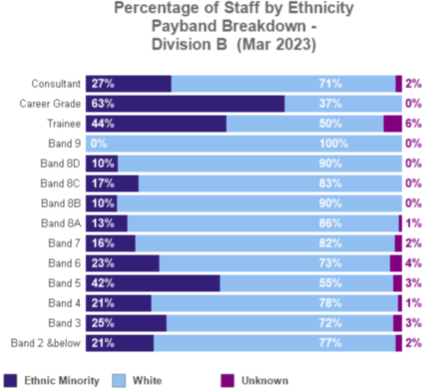 Percentage of Staff by Ethnicity
Payband Breakdown -
Division B (Mar 2023)
Consultant 27% 71% 2%
Career Grade 63% 37% 0%
Trainee 44% 50% 6%
Band 9 0% 100% 0%
Band 8D 10% 90% 0%
Band 8C 17% 83% 0%
Band 8B 10% 90% 0%
Band 8A 13% 86% 1%
Band 7 16% 82% 2%
Band 6 23% 73% 4%
Band 5 42% 55% 3%
Band 4 21% 78% 1%
Band 3 25% 72% 3%
Band 2 &below 21% 77% 2%
Ethnic Minority White Unknown